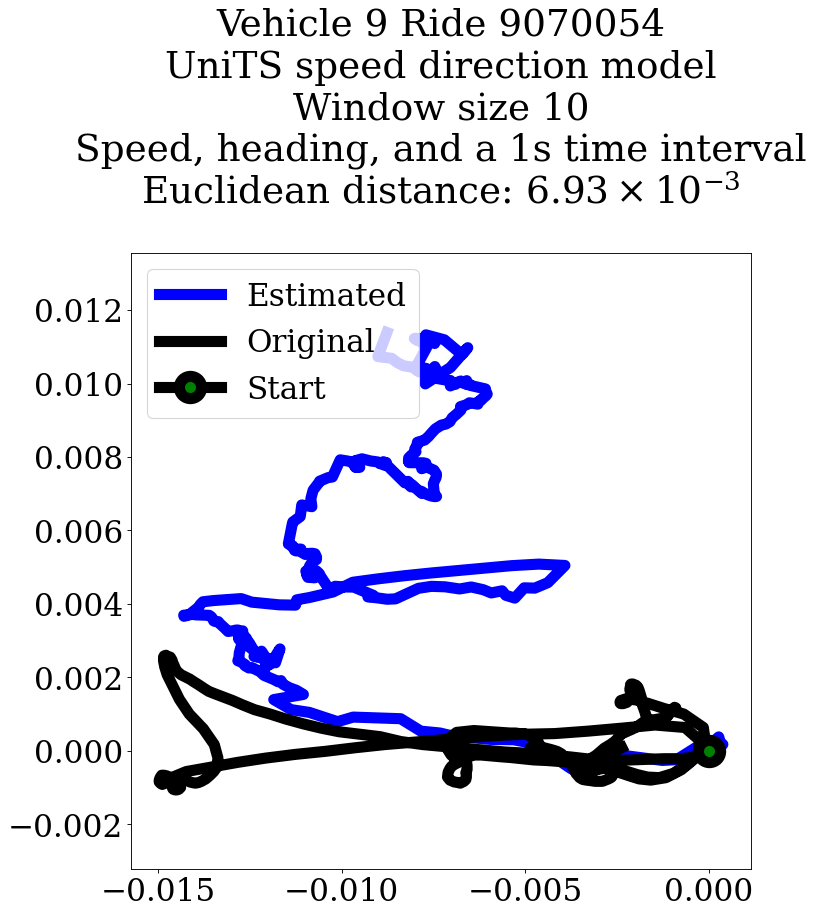 Vehicle 9 Ride 9070054
UniTS speed direction model
Window size 10
Speed, heading, and a 1s time interval
Euclidean distance: 6.93 × 10⁻³
Estimated
Original
Start
0.012
0.010
0.008
0.006
0.004
0.002
0.000
−0.002
−0.015 −0.010 −0.005 0.000